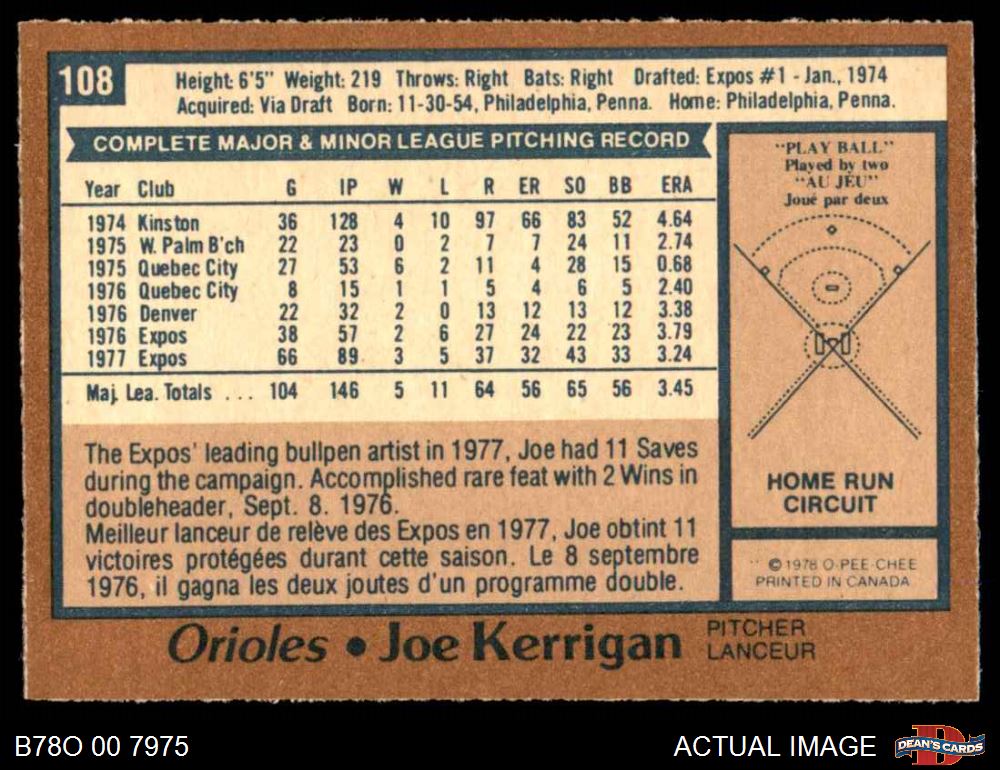 108
Height: 6'5" Weight: 219 Throws: Right Bats: Right Drafted: Expos #1 - Jan., 1974
Acquired: Via Draft Born: 11-30-54, Philadelphia, Penna. Home: Philadelphia, Penna.
COMPLETE MAJOR & MINOR LEAGUE PITCHING RECORD
Year Club G IP W L R ER SO BB ERA
1974 Kinston 36 128 4 10 97 66 83 52 4.64
1975 W. Palm B'ch 22 23 0 2 7 7 24 11 2.74
1975 Quebec City 27 53 6 2 11 4 28 15 0.68
1976 Quebec City 8 15 1 1 5 4 6 5 2.40
1976 Denver 22 32 2 0 13 12 13 12 3.38
1976 Expos 38 57 2 6 27 24 22 23 3.79
1977 Expos 66 89 3 5 37 32 43 33 3.24
Maj. Lea. Totals ... 104 146 5 11 64 56 65 56 3.45
The Expos' leading bullpen artist in 1977, Joe had 11 Saves
during the campaign. Accomplished rare feat with 2 Wins in
doubleheader, Sept. 8. 1976.
Meilleur lanceur de relève des Expos en 1977, Joe obtint 11
victoires protégées durant cette saison. Le 8 septembre
1976, il gagna les deux joutes d'un programme double.
"PLAY BALL"
Played by two
"AU JEU"
Joué par deux
HOME RUN
CIRCUIT
© 1978 O-PEE-CHEE
PRINTED IN CANADA
Orioles • Joe Kerrigan
PITCHER
LANCEUR
B78O 00 7975
ACTUAL IMAGE
D
DEAN'S CARDS